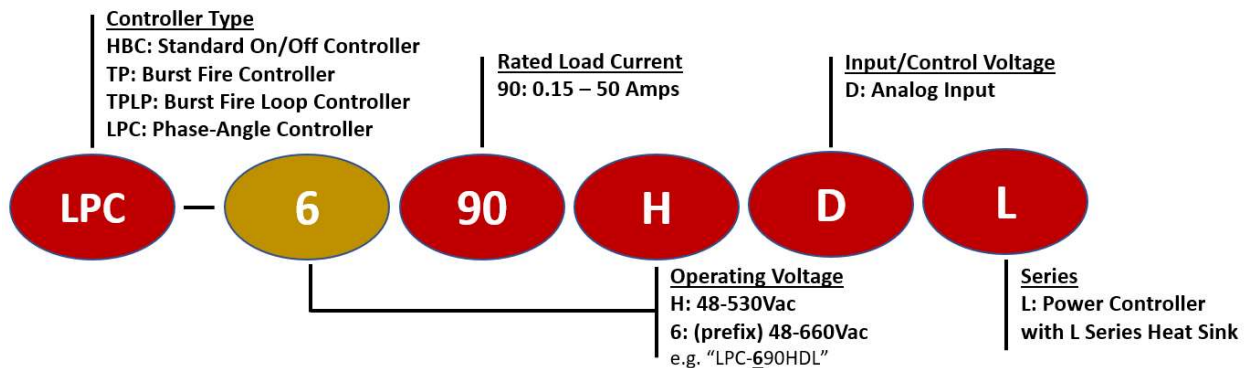 Controller Type
HBC: Standard On/Off Controller
TP: Burst Fire Controller
TPLP: Burst Fire Loop Controller
LPC: Phase-Angle Controller
Rated Load Current
90: 0.15 – 50 Amps
Input/Control Voltage
D: Analog Input
LPC – 6 90 H D L
Operating Voltage
H: 48-530Vac
6: (prefix) 48-660Vac
e.g. “LPC-690HDL”
Series
L: Power Controller
with L Series Heat Sink